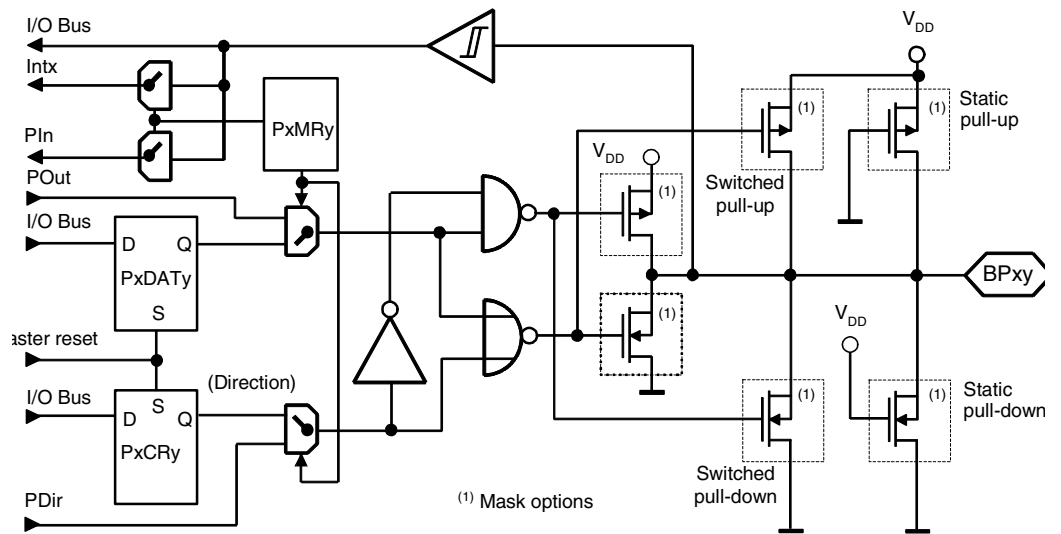 I/O Bus
V DD
Intx
(1)
(1)
Static
pull-up
PIn
PxMRy
V DD
POut
(1)
Switched
pull-up
I/O Bus
D
Q
PxDATy
BPxy
S
(1)
V DD
aster reset
(Direction)
I/O Bus
S
D
Q
(1)
(1)
Static
pull-down
PxCRy
Switched
pull-down
PDir
(1) Mask options